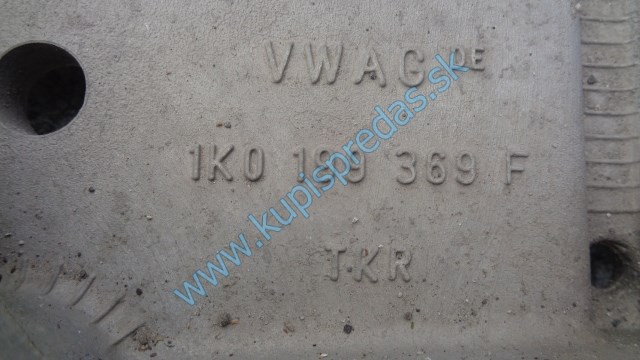 VWAG DE
1K0 199 369 F
TKR
www.kupispredas.sk